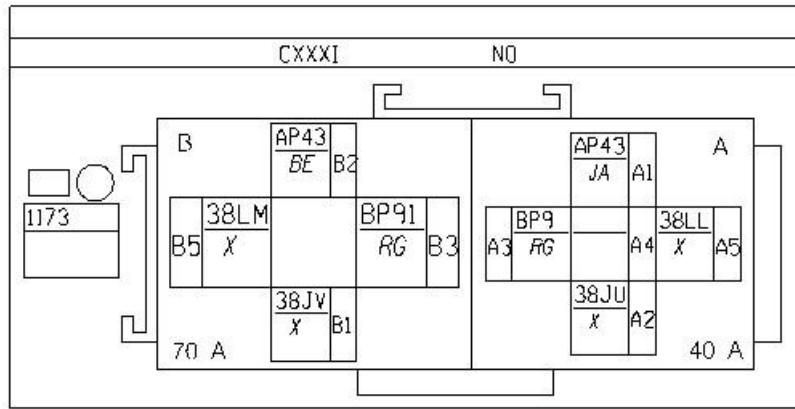 CXXXI NO
1173
B
AP43
BE
B2
B5
38LM
X
BP91
RG
B3
38JV
X
B1
70 A
A
AP43
JA
A1
A3
BP9
RG
A4
38LL
X
A5
38JU
X
A2
40 A